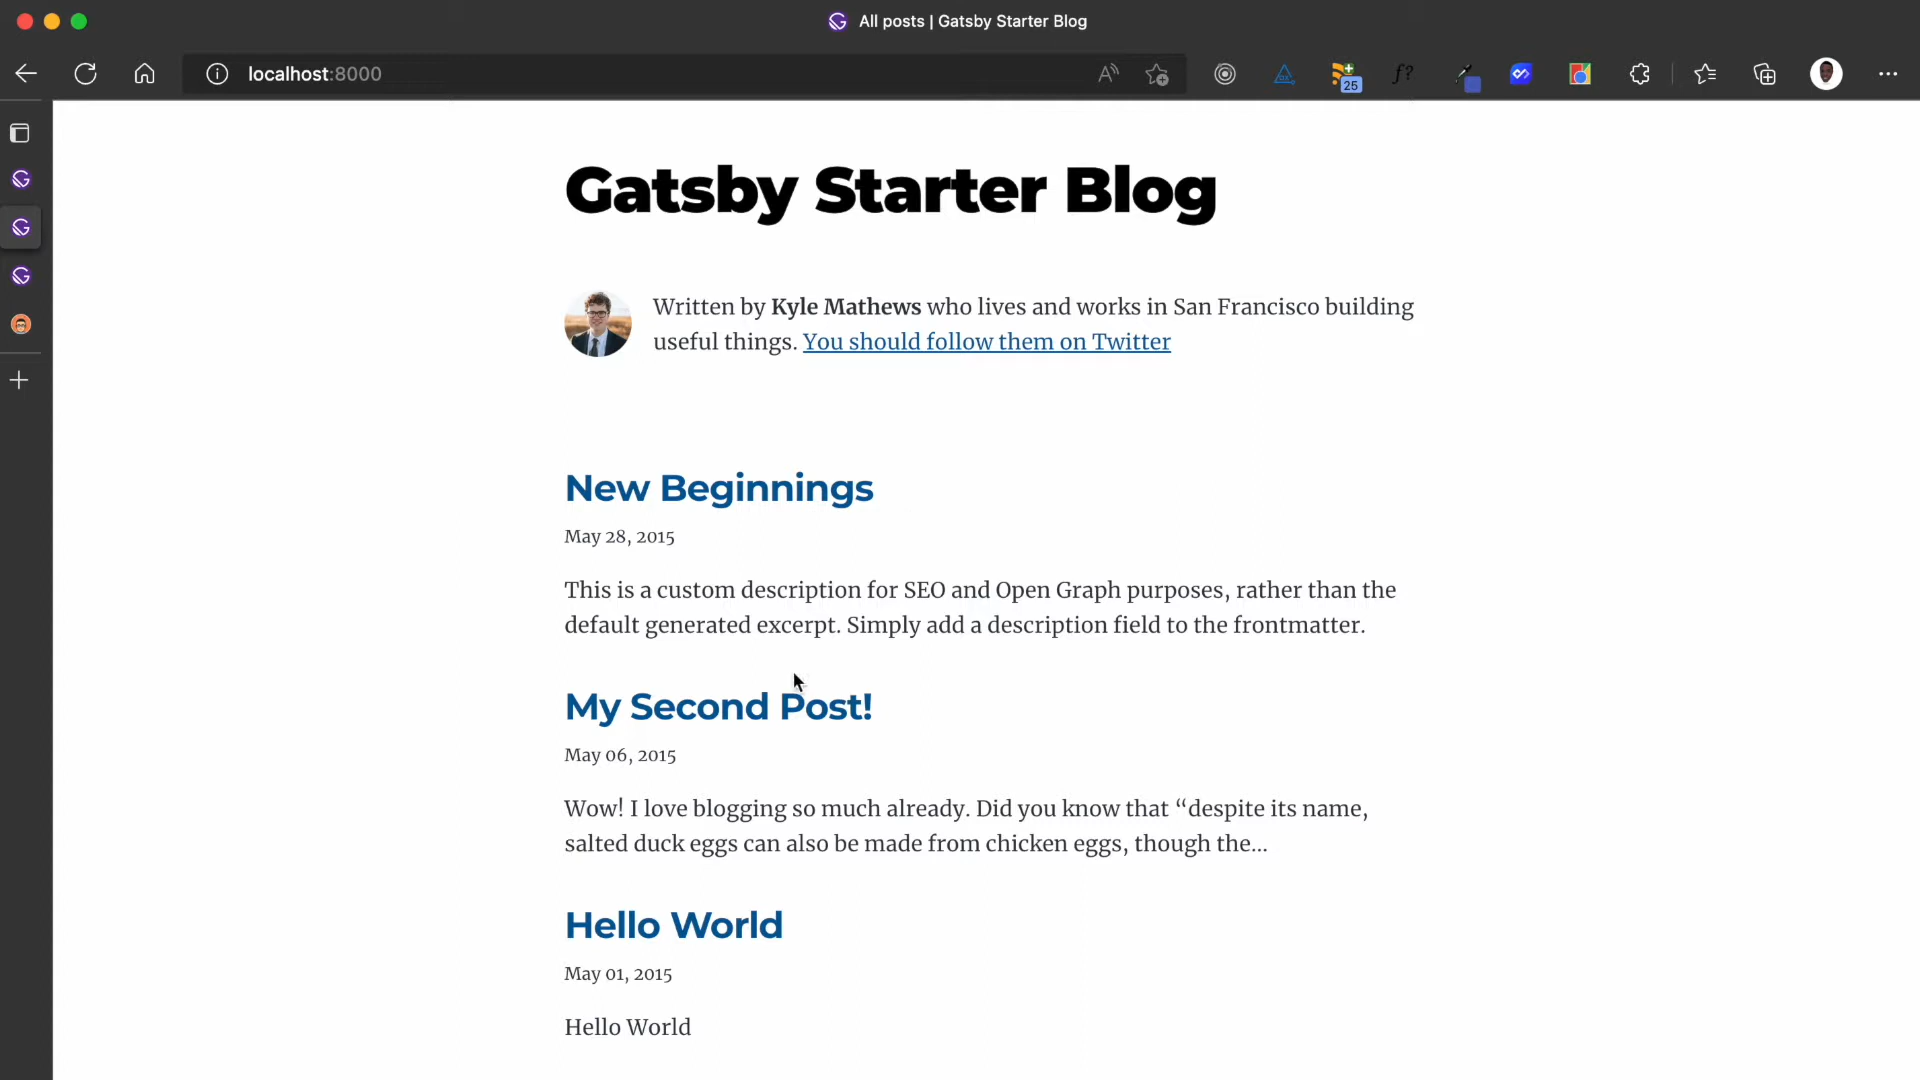 All posts | Gatsby Starter Blog
localhost:8000
25
f?
Gatsby Starter Blog
Written by Kyle Mathews who lives and works in San Francisco building
useful things. You should follow them on Twitter
New Beginnings
May 28, 2015
This is a custom description for SEO and Open Graph purposes, rather than the
default generated excerpt. Simply add a description field to the frontmatter.
My Second Post!
May 06, 2015
Wow! I love blogging so much already. Did you know that “despite its name,
salted duck eggs can also be made from chicken eggs, though the…
Hello World
May 01, 2015
Hello World